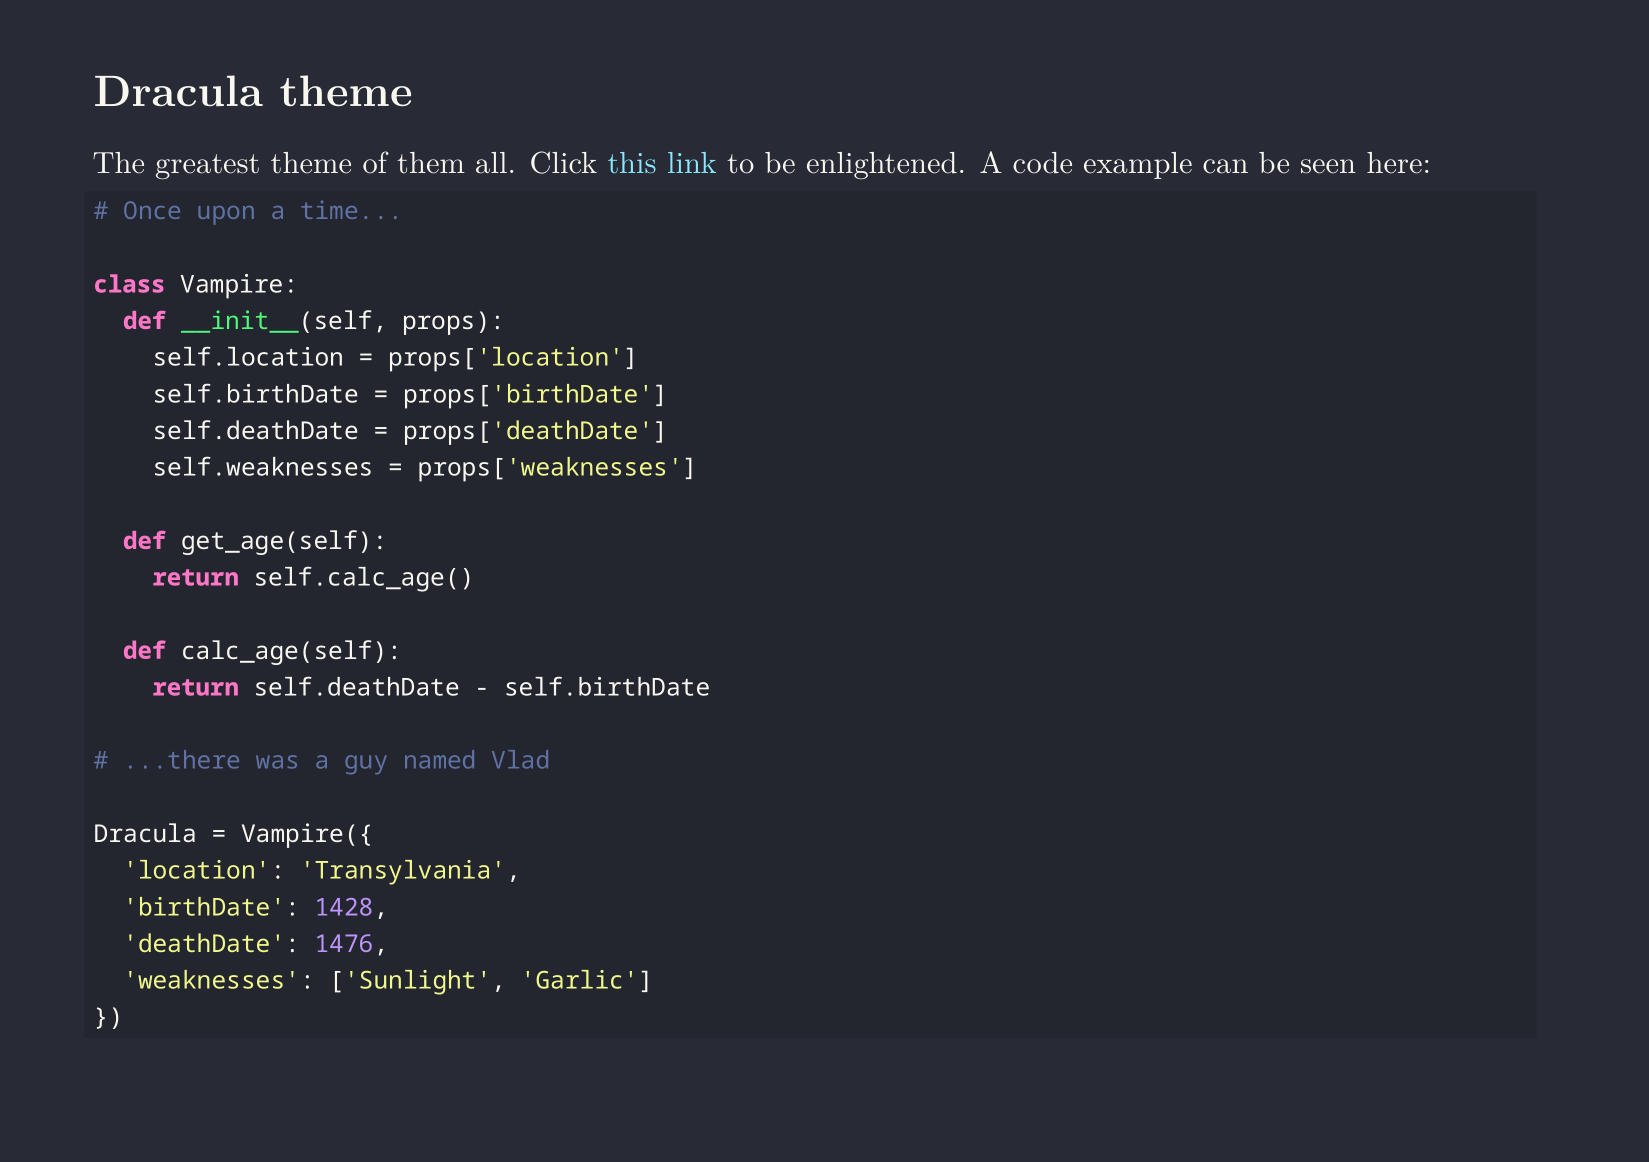 Dracula theme
The greatest theme of them all. Click this link to be enlightened. A code example can be seen here:
# Once upon a time...

class Vampire:
  def __init__(self, props):
    self.location = props['location']
    self.birthDate = props['birthDate']
    self.deathDate = props['deathDate']
    self.weaknesses = props['weaknesses']

  def get_age(self):
    return self.calc_age()

  def calc_age(self):
    return self.deathDate - self.birthDate

# ...there was a guy named Vlad

Dracula = Vampire({
  'location': 'Transylvania',
  'birthDate': 1428,
  'deathDate': 1476,
  'weaknesses': ['Sunlight', 'Garlic']
})